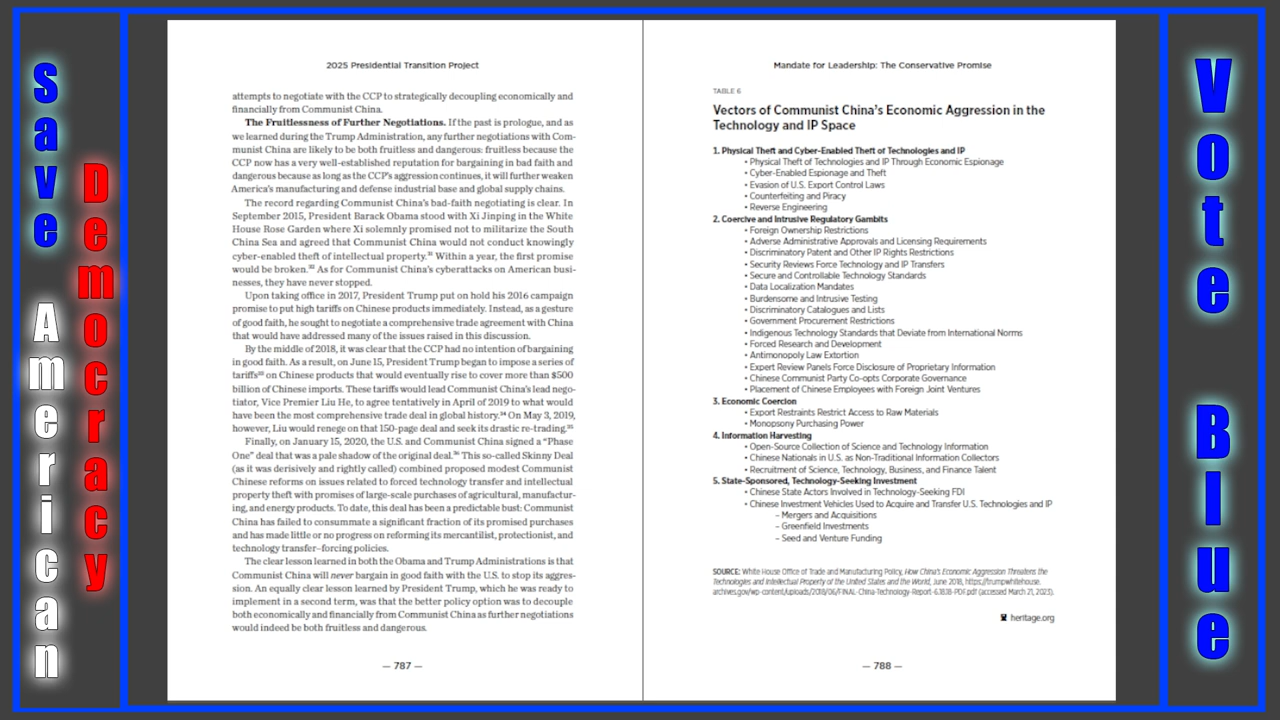 Save American
Democracy
2025 Presidential Transition Project
attempts to negotiate with the CCP to strategically decoupling economically and
financially from Communist China.
The Fruitlessness of Further Negotiations. If the past is prologue, and as
we learned during the Trump Administration, any further negotiations with Com-
munist China are likely to be both fruitless and dangerous: fruitless because the
CCP now has a very well-established reputation for bargaining in bad faith and
dangerous because as long as the CCP's aggression continues, it will further weaken
America's manufacturing and defense industrial base and global supply chains.
The record regarding Communist China's bad-faith negotiating is clear. In
September 2015, President Barack Obama stood with Xi Jinping in the White
House Rose Garden where Xi solemnly promised not to militarize the South
China Sea and agreed that Communist China would not conduct knowingly
cyber-enabled theft of intellectual property.31 Within a year, the first promise
would be broken.32 As for Communist China's cyberattacks on American busi-
nesses, they have never stopped.
Upon taking office in 2017, President Trump put on hold his 2016 campaign
promise to put high tariffs on Chinese products immediately. Instead, as a gesture
of good faith, he sought to negotiate a comprehensive trade agreement with China
that would have addressed many of the issues raised in this discussion.
By the middle of 2018, it was clear that the CCP had no intention of bargaining
in good faith. As a result, on June 15, President Trump began to impose a series of
tariffs33 on Chinese products that would eventually rise to cover more than $500
billion of Chinese imports. These tariffs would lead Communist China's lead nego-
tiator, Vice Premier Liu He, to agree tentatively in April of 2019 to what would
have been the most comprehensive trade deal in global history.34 On May 3, 2019,
however, Liu would renege on that 150-page deal and seek its drastic re-trading.35
Finally, on January 15, 2020, the U.S. and Communist China signed a "Phase
One" deal that was a pale shadow of the original deal.36 This so-called Skinny Deal
(as it was derisively and rightly called) combined proposed modest Communist
Chinese reforms on issues related to forced technology transfer and intellectual
property theft with promises of large-scale purchases of agricultural, manufactur-
ing, and energy products. To date, this deal has been a predictable bust: Communist
China has failed to consummate a significant fraction of its promised purchases
and has made little or no progress on reforming its mercantilist, protectionist, and
technology transfer–forcing policies.
The clear lesson learned in both the Obama and Trump Administrations is that
Communist China will never bargain in good faith with the U.S. to stop its aggres-
sion. An equally clear lesson learned by President Trump, which he was ready to
implement in a second term, was that the better policy option was to decouple
both economically and financially from Communist China as further negotiations
would indeed be both fruitless and dangerous.
— 787 —
Mandate for Leadership: The Conservative Promise
TABLE 6
Vectors of Communist China's Economic Aggression in the
Technology and IP Space
1. Physical Theft and Cyber-Enabled Theft of Technologies and IP
• Physical Theft of Technologies and IP Through Economic Espionage
• Cyber-Enabled Espionage and Theft
• Evasion of U.S. Export Control Laws
• Counterfeiting and Piracy
• Reverse Engineering
2. Coercive and Intrusive Regulatory Gambits
• Foreign Ownership Restrictions
• Adverse Administrative Approvals and Licensing Requirements
• Discriminatory Patent and Other IP Rights Restrictions
• Security Reviews Force Technology and IP Transfers
• Secure and Controllable Technology Standards
• Data Localization Mandates
• Burdensome and Intrusive Testing
• Discriminatory Catalogues and Lists
• Government Procurement Restrictions
• Indigenous Technology Standards that Deviate from International Norms
• Forced Research and Development
• Antimonopoly Law Extortion
• Expert Review Panels Force Disclosure of Proprietary Information
• Chinese Communist Party Co-opts Corporate Governance
• Placement of Chinese Employees with Foreign Joint Ventures
3. Economic Coercion
• Export Restraints Restrict Access to Raw Materials
• Monopsony Purchasing Power
4. Information Harvesting
• Open-Source Collection of Science and Technology Information
• Chinese Nationals in U.S. as Non-Traditional Information Collectors
• Recruitment of Science, Technology, Business, and Finance Talent
5. State-Sponsored, Technology-Seeking Investment
• Chinese State Actors Involved in Technology-Seeking FDI
• Chinese Investment Vehicles Used to Acquire and Transfer U.S. Technologies and IP
– Mergers and Acquisitions
– Greenfield Investments
– Seed and Venture Funding
SOURCE: White House Office of Trade and Manufacturing Policy, How China's Economic Aggression Threatens the
Technologies and Intellectual Property of the United States and the World, June 2018, https://trumpwhitehouse.
archives.gov/wp-content/uploads/2018/06/FINAL-China-Technology-Report-6.18.18-PDF.pdf (accessed March 21, 2023).
heritage.org
— 788 —
Vote Blue